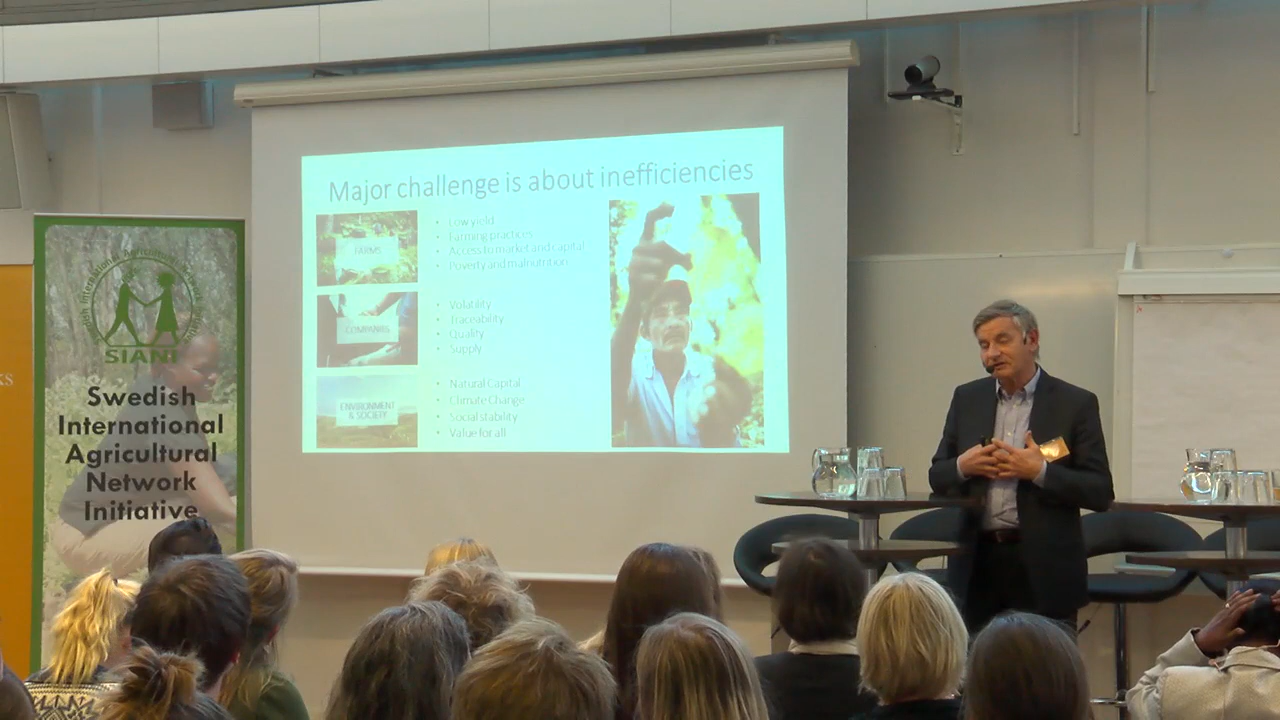 Major challenge is about inefficiencies
FARMS
• Low yield
• Farming practices
• Access to market and capital
• Poverty and malnutrition
COMPANIES
• Volatility
• Traceability
• Quality
• Supply
ENVIRONMENT
& SOCIETY
• Natural Capital
• Climate Change
• Social stability
• Value for all
SIANI
Swedish
International
Agricultural
Network
Initiative